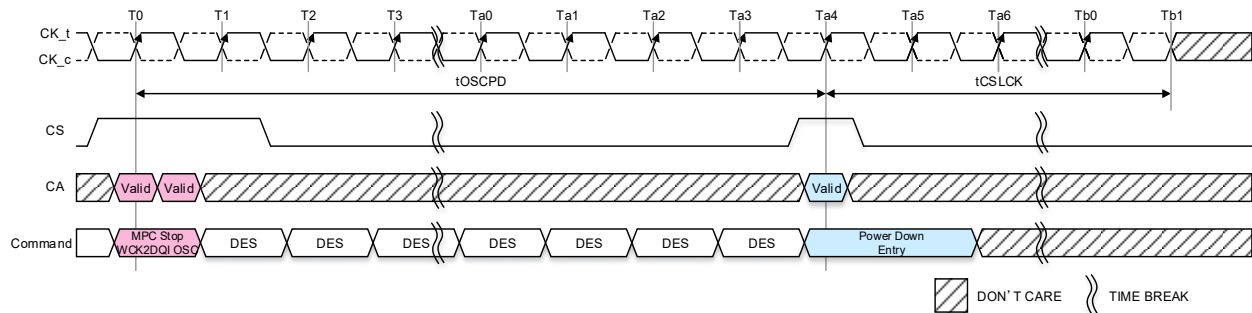 T0 T1 T2 T3 Ta0 Ta1 Ta2 Ta3 Ta4 Ta5 Ta6 Tb0 Tb1
CK_t
CK_c
tOSCPD tCSLCK
CS
CA Valid Valid Valid
Command MPC Stop WCK2DQI OSC DES DES DES DES DES DES DES Power Down Entry
DON'T CARE TIME BREAK